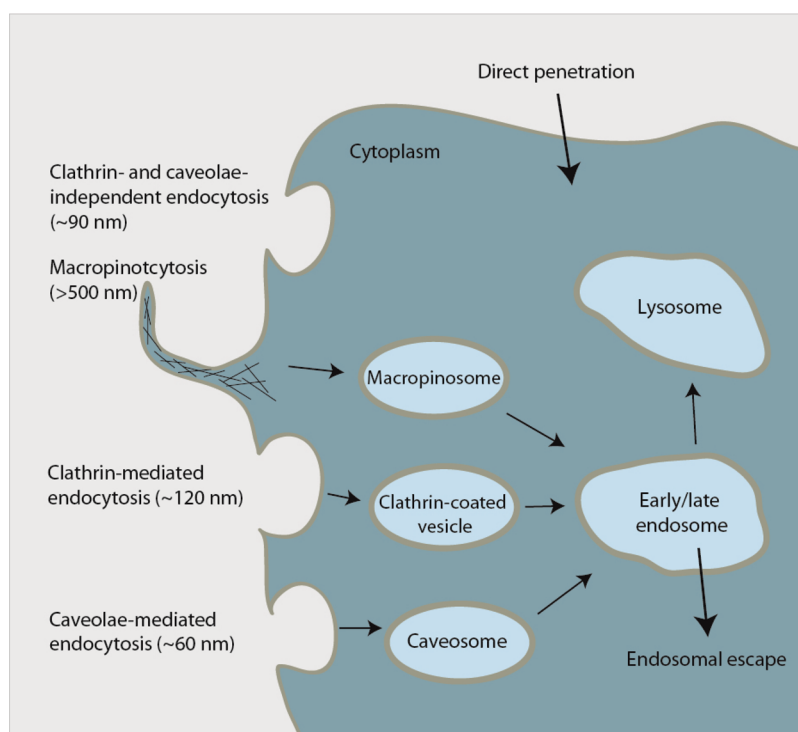 Direct penetration
Cytoplasm
Clathrin- and caveolae-
independent endocytosis
(~90 nm)
Macropinotcytosis
(>500 nm)
Lysosome
Macropinosome
Clathrin-mediated
endocytosis (~120 nm)
Clathrin-coated
vesicle
Early/late
endosome
Caveolae-mediated
endocytosis (~60 nm)
Caveosome
Endosomal escape